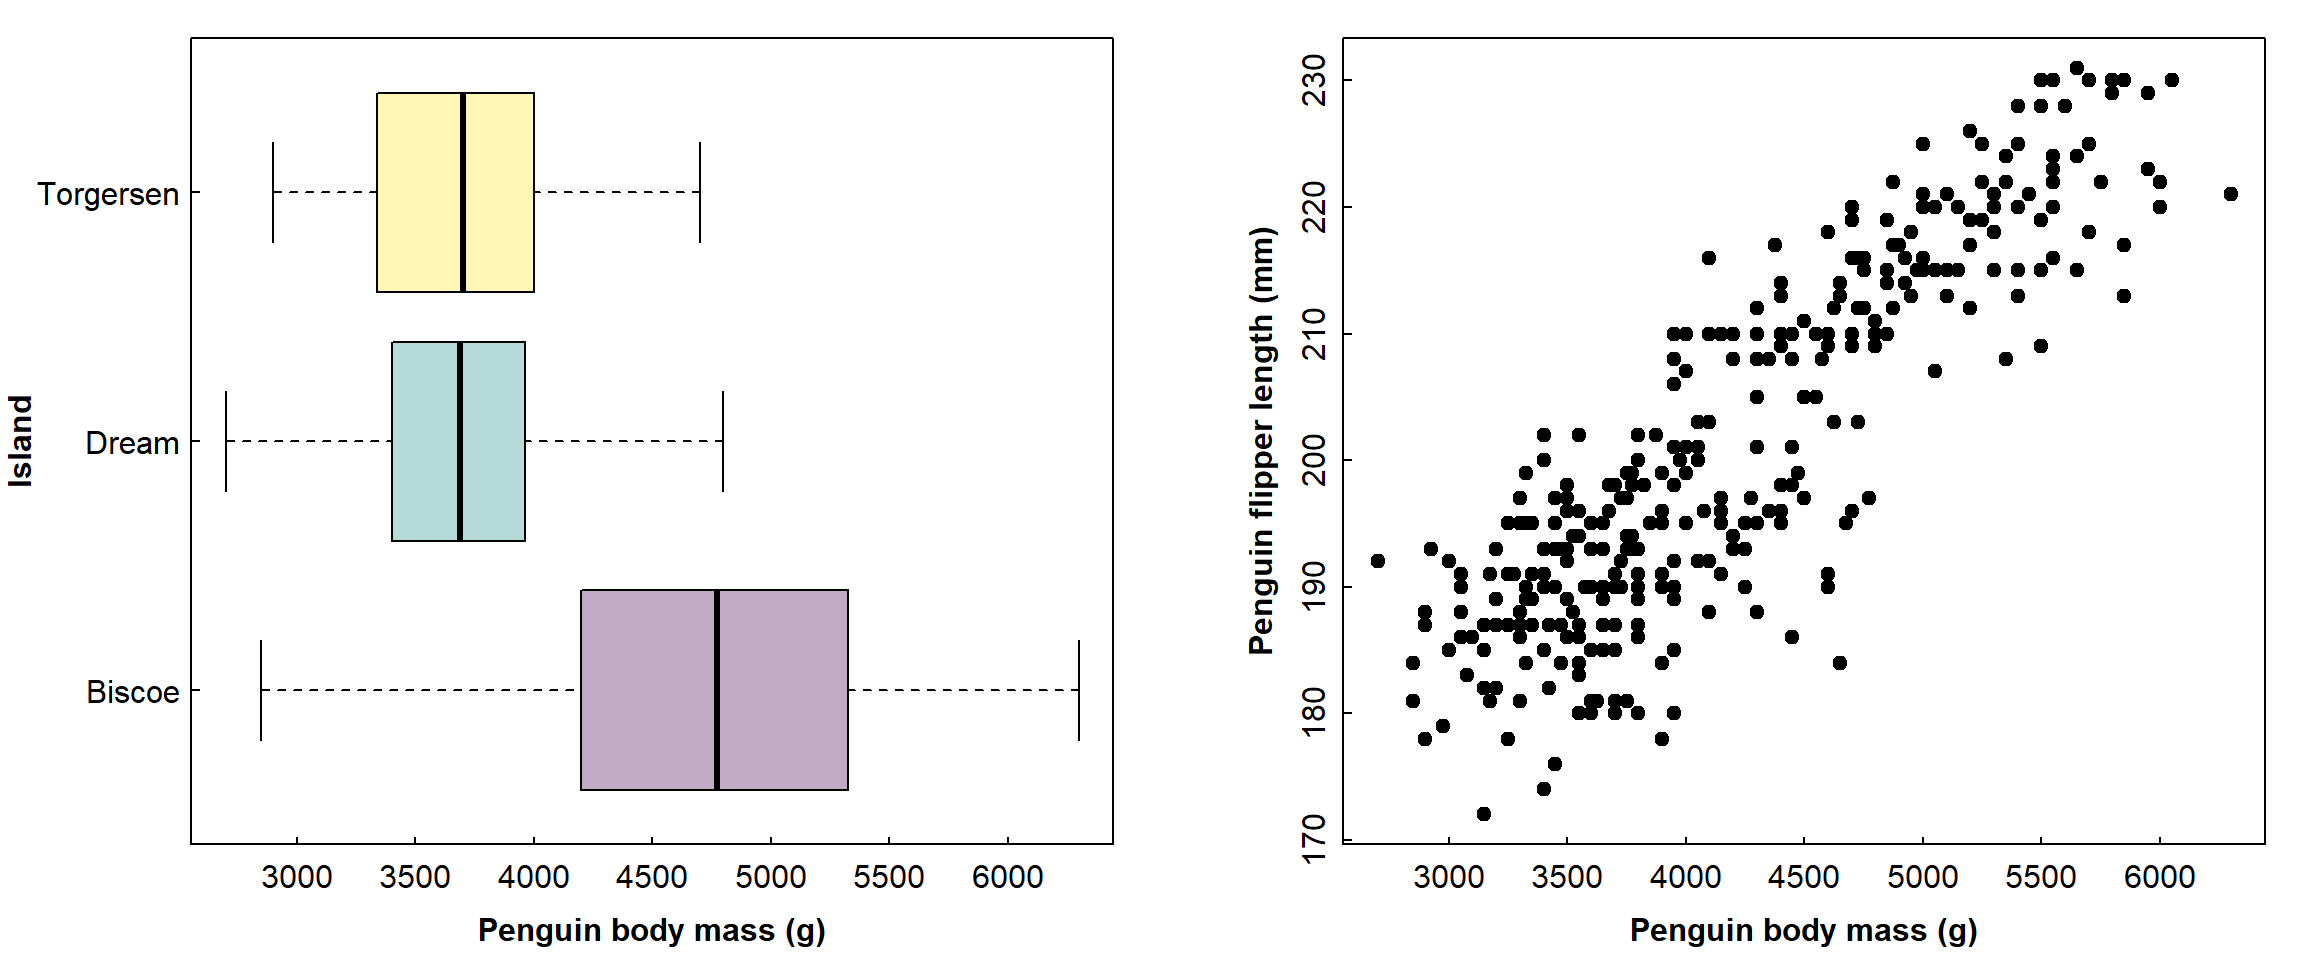 Island
Torgersen
Dream
Biscoe
3000 3500 4000 4500 5000 5500 6000
Penguin body mass (g)
Penguin flipper length (mm)
230
220
210
200
190
180
170
3000 3500 4000 4500 5000 5500 6000
Penguin body mass (g)